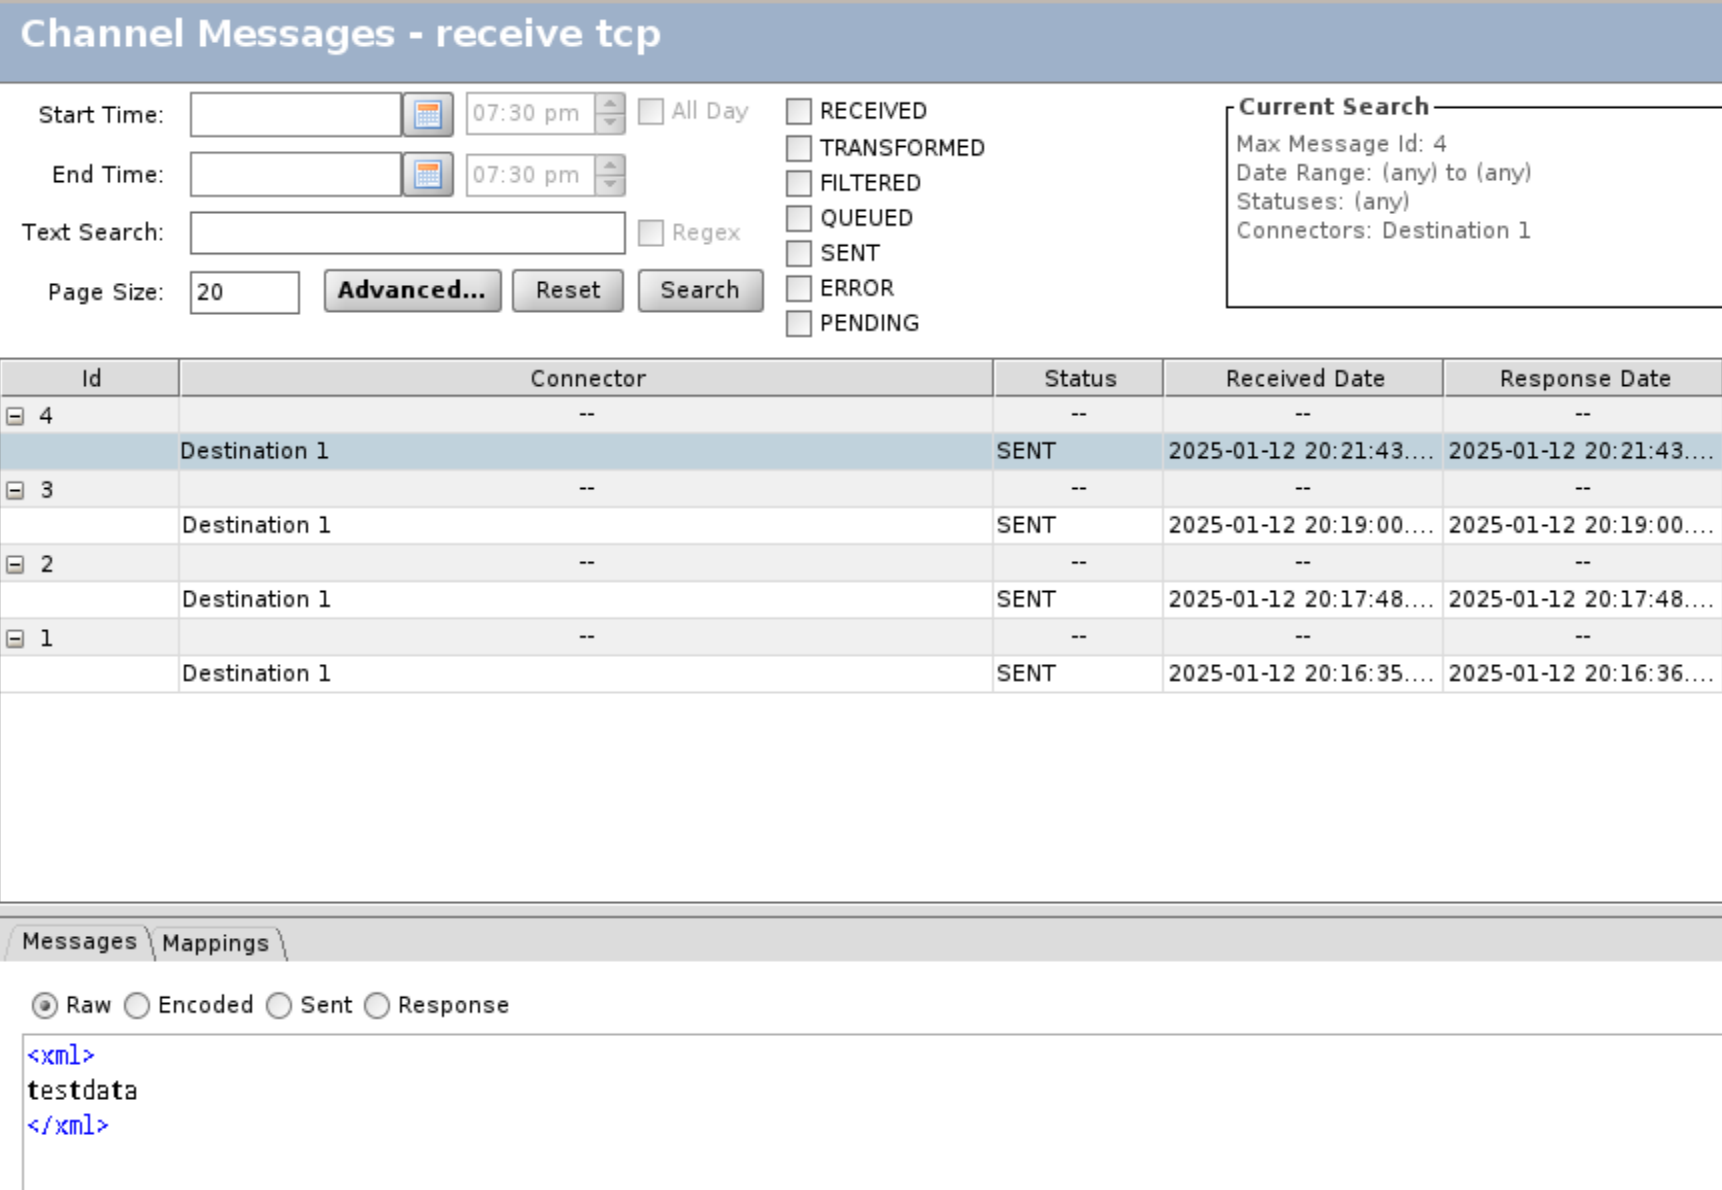 Channel Messages - receive tcp
Start Time: 07:30 pm All Day
End Time: 07:30 pm
Text Search: Regex
Page Size: 20 Advanced... Reset Search
RECEIVED
TRANSFORMED
FILTERED
QUEUED
SENT
ERROR
PENDING
Current Search
Max Message Id: 4
Date Range: (any) to (any)
Statuses: (any)
Connectors: Destination 1
Id Connector Status Received Date Response Date
4 -- -- -- --
Destination 1 SENT 2025-01-12 20:21:43.... 2025-01-12 20:21:43....
3 -- -- -- --
Destination 1 SENT 2025-01-12 20:19:00.... 2025-01-12 20:19:00....
2 -- -- -- --
Destination 1 SENT 2025-01-12 20:17:48.... 2025-01-12 20:17:48....
1 -- -- -- --
Destination 1 SENT 2025-01-12 20:16:35.... 2025-01-12 20:16:36....
Messages Mappings
Raw Encoded Sent Response
<xml>
testdata
</xml>